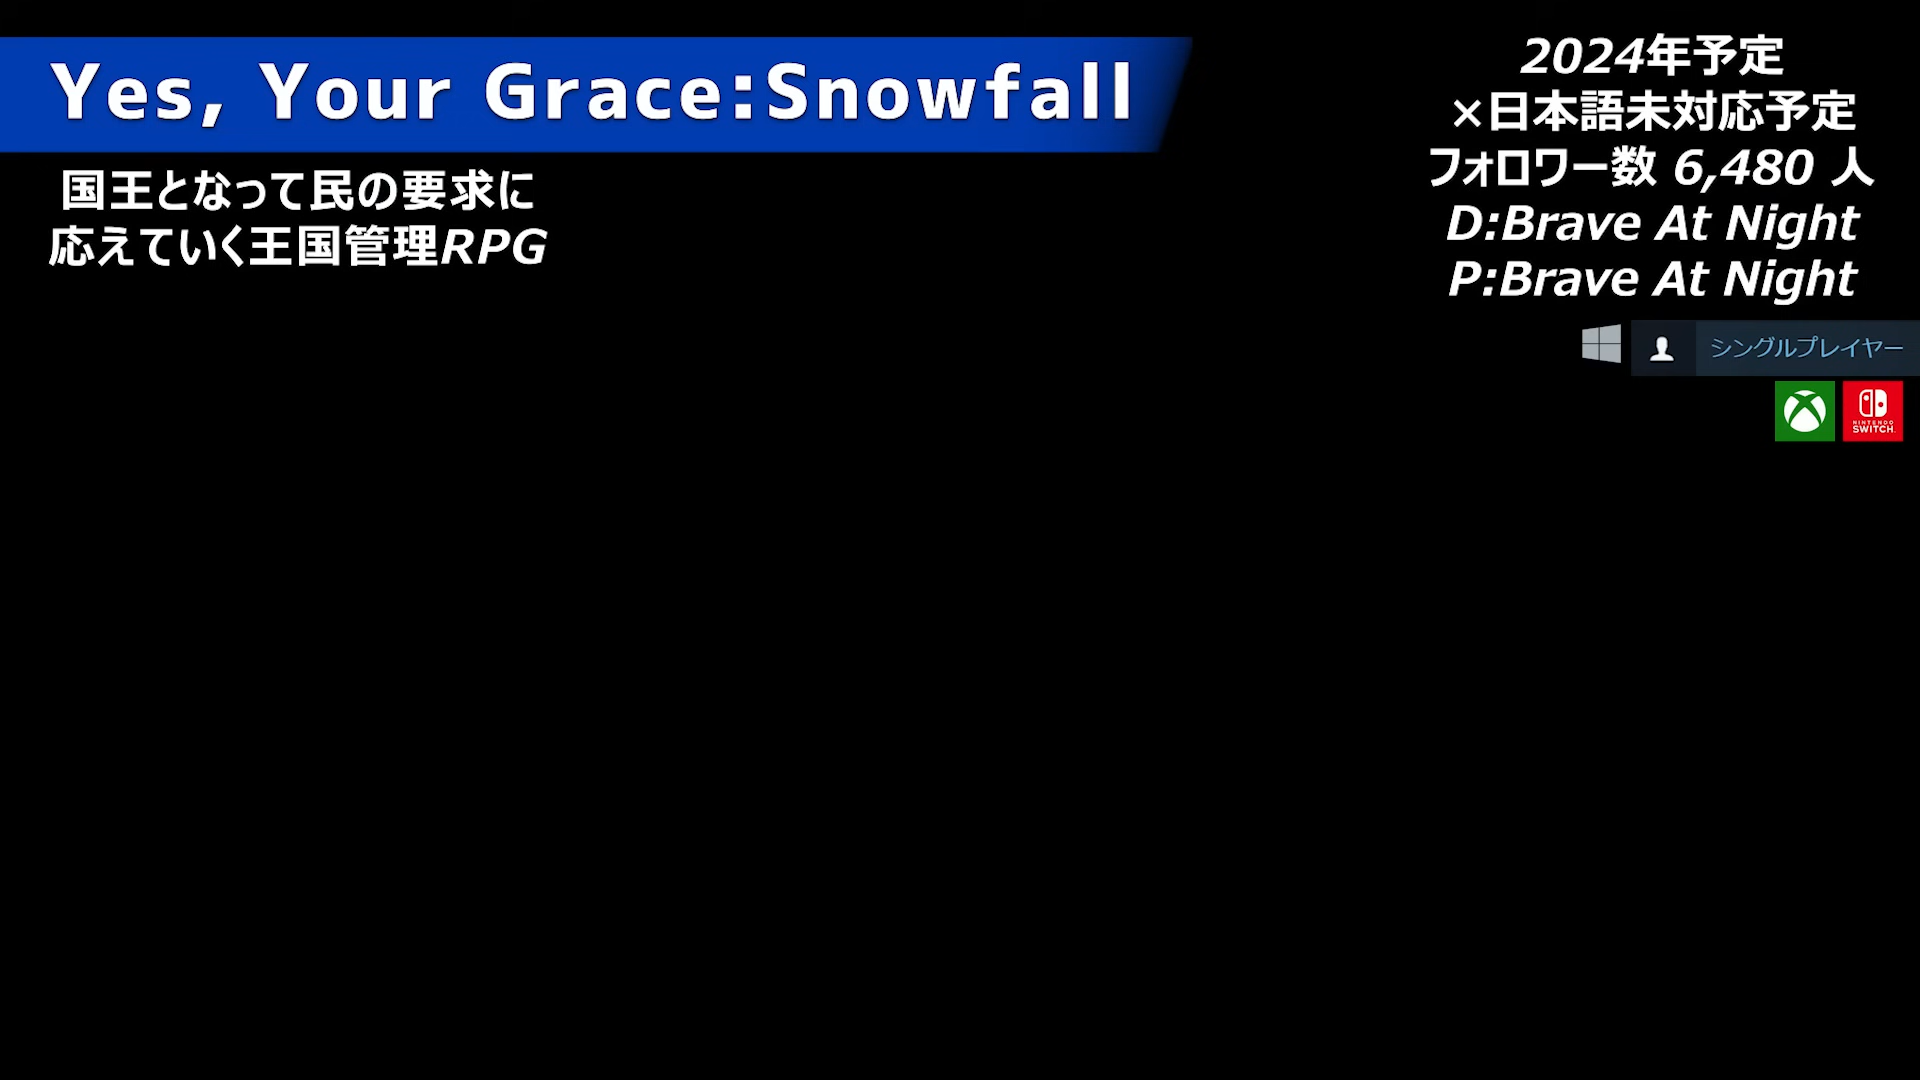 Yes, Your Grace:Snowfall
国王となって民の要求に
応えていく王国管理RPG
2024年予定
×日本語未対応予定
フォロワー数 6,480 人
D:Brave At Night
P:Brave At Night
シングルプレイヤー
NINTENDO
SWITCH.